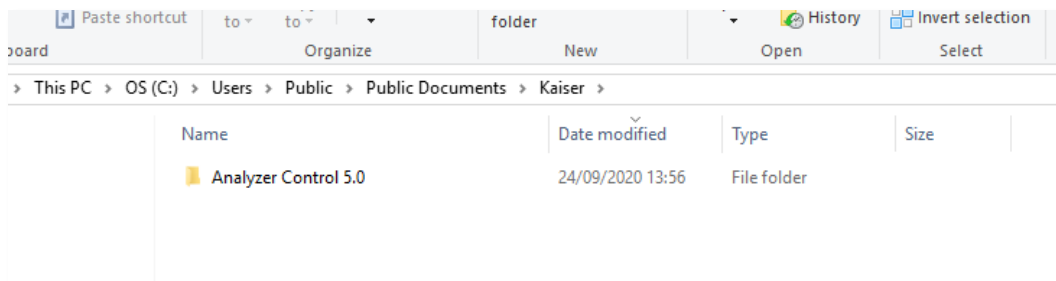 Paste shortcut
to
to
folder
History
Invert selection
Organize
New
Open
Select
This PC > OS (C:) > Users > Public > Public Documents > Kaiser >
Name
Date modified
Type
Size
Analyzer Control 5.0
24/09/2020 13:56
File folder